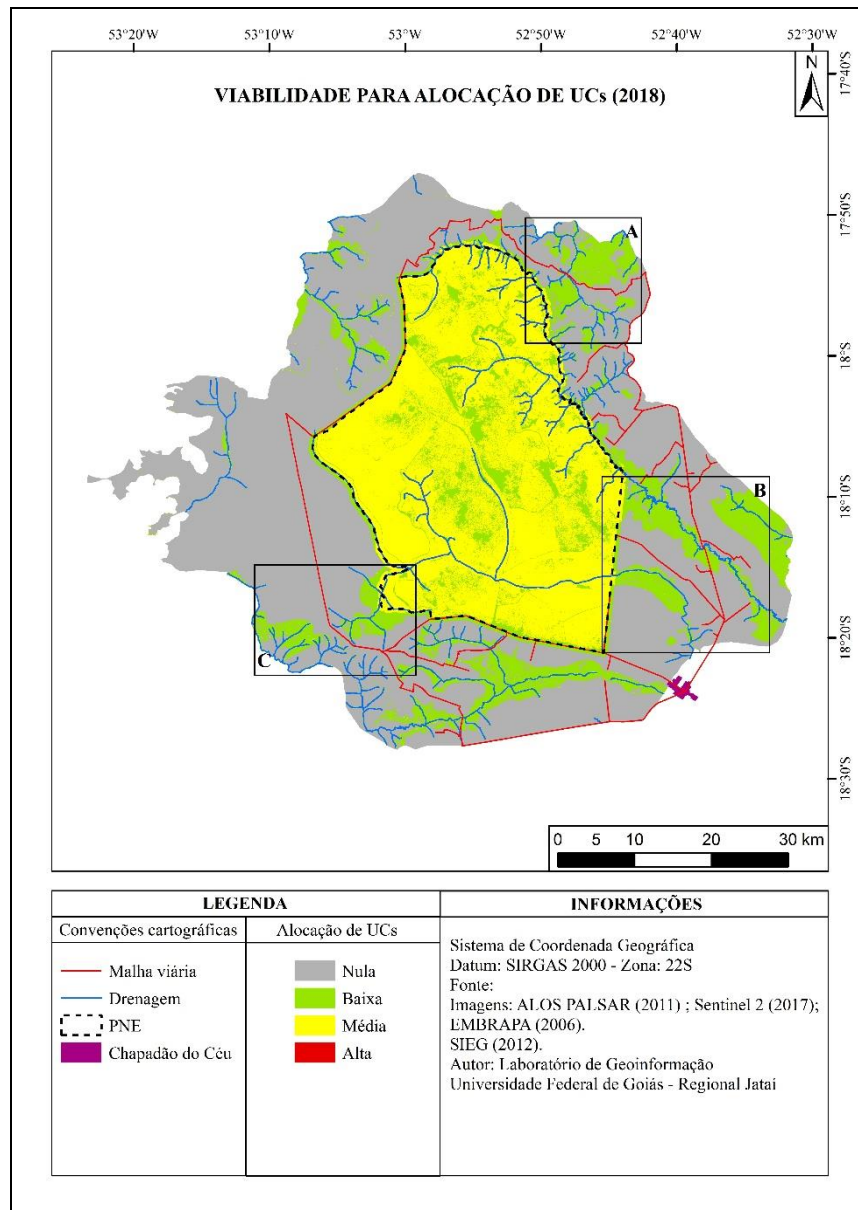 53°20'W 53°10'W 53°W 52°50'W 52°40'W 52°30'W
17°40'S
N
VIABILIDADE PARA ALOCAÇÃO DE UCs (2018)
17°50'S
A
18°S
18°10'S
B
18°20'S
C
18°30'S
0 5 10 20 30 km
LEGENDA
Convenções cartográficas
Malha viária
Drenagem
PNE
Chapadão do Céu
Alocação de UCs
Nula
Baixa
Média
Alta
INFORMAÇÕES
Sistema de Coordenada Geográfica
Datum: SIRGAS 2000 - Zona: 22S
Fonte:
Imagens: ALOS PALSAR (2011) ; Sentinel 2 (2017);
EMBRAPA (2006).
SIEG (2012).
Autor: Laboratório de Geoinformação
Universidade Federal de Goiás - Regional Jataí